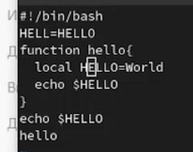 #!/bin/bash
HELL=HELLO
function hello{
local HELLO=World
echo $HELLO
}
echo $HELLO
hello